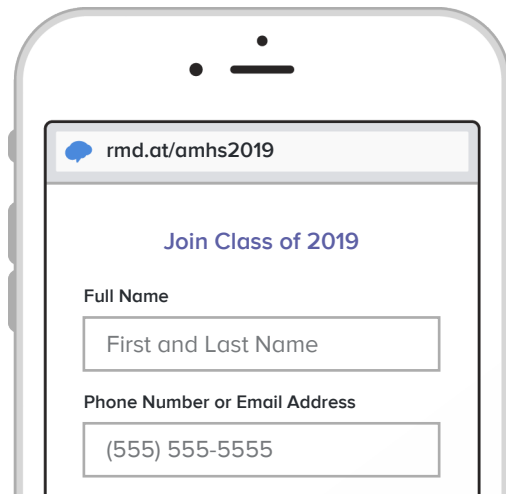 rmd.at/amhs2019
Join Class of 2019
Full Name
First and Last Name
Phone Number or Email Address
(555) 555-5555